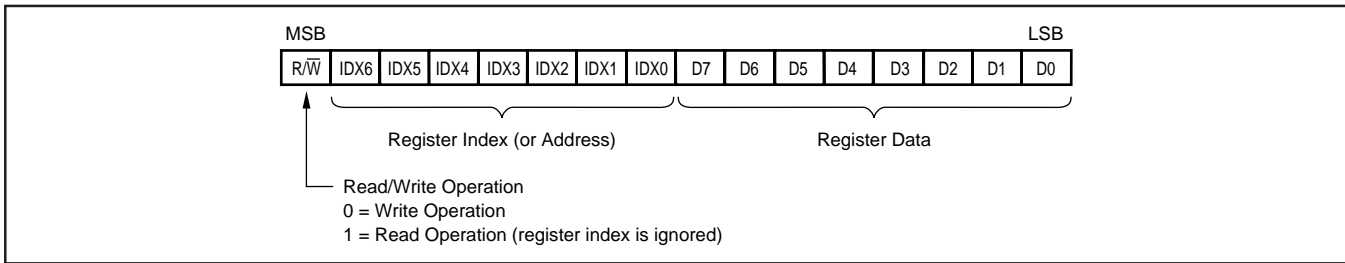 MSB LSB
R/W̅ IDX6 IDX5 IDX4 IDX3 IDX2 IDX1 IDX0 D7 D6 D5 D4 D3 D2 D1 D0
Register Index (or Address) Register Data
Read/Write Operation
0 = Write Operation
1 = Read Operation (register index is ignored)